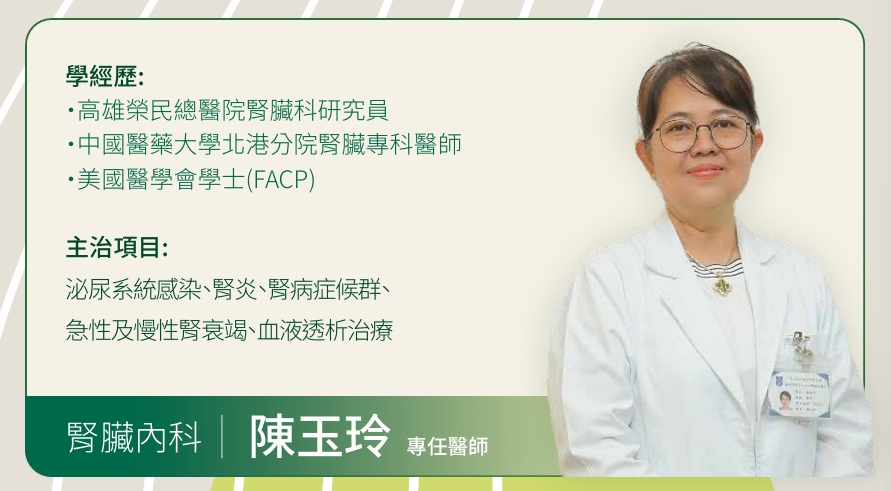 學經歷:
•高雄榮民總醫院腎臟科研究員
•中國醫藥大學北港分院腎臟專科醫師
•美國醫學會學士(FACP)
主治項目:
泌尿系統感染、腎炎、腎病症候群、
急性及慢性腎衰竭、血液透析治療
腎臟內科｜陳玉玲 專任醫師